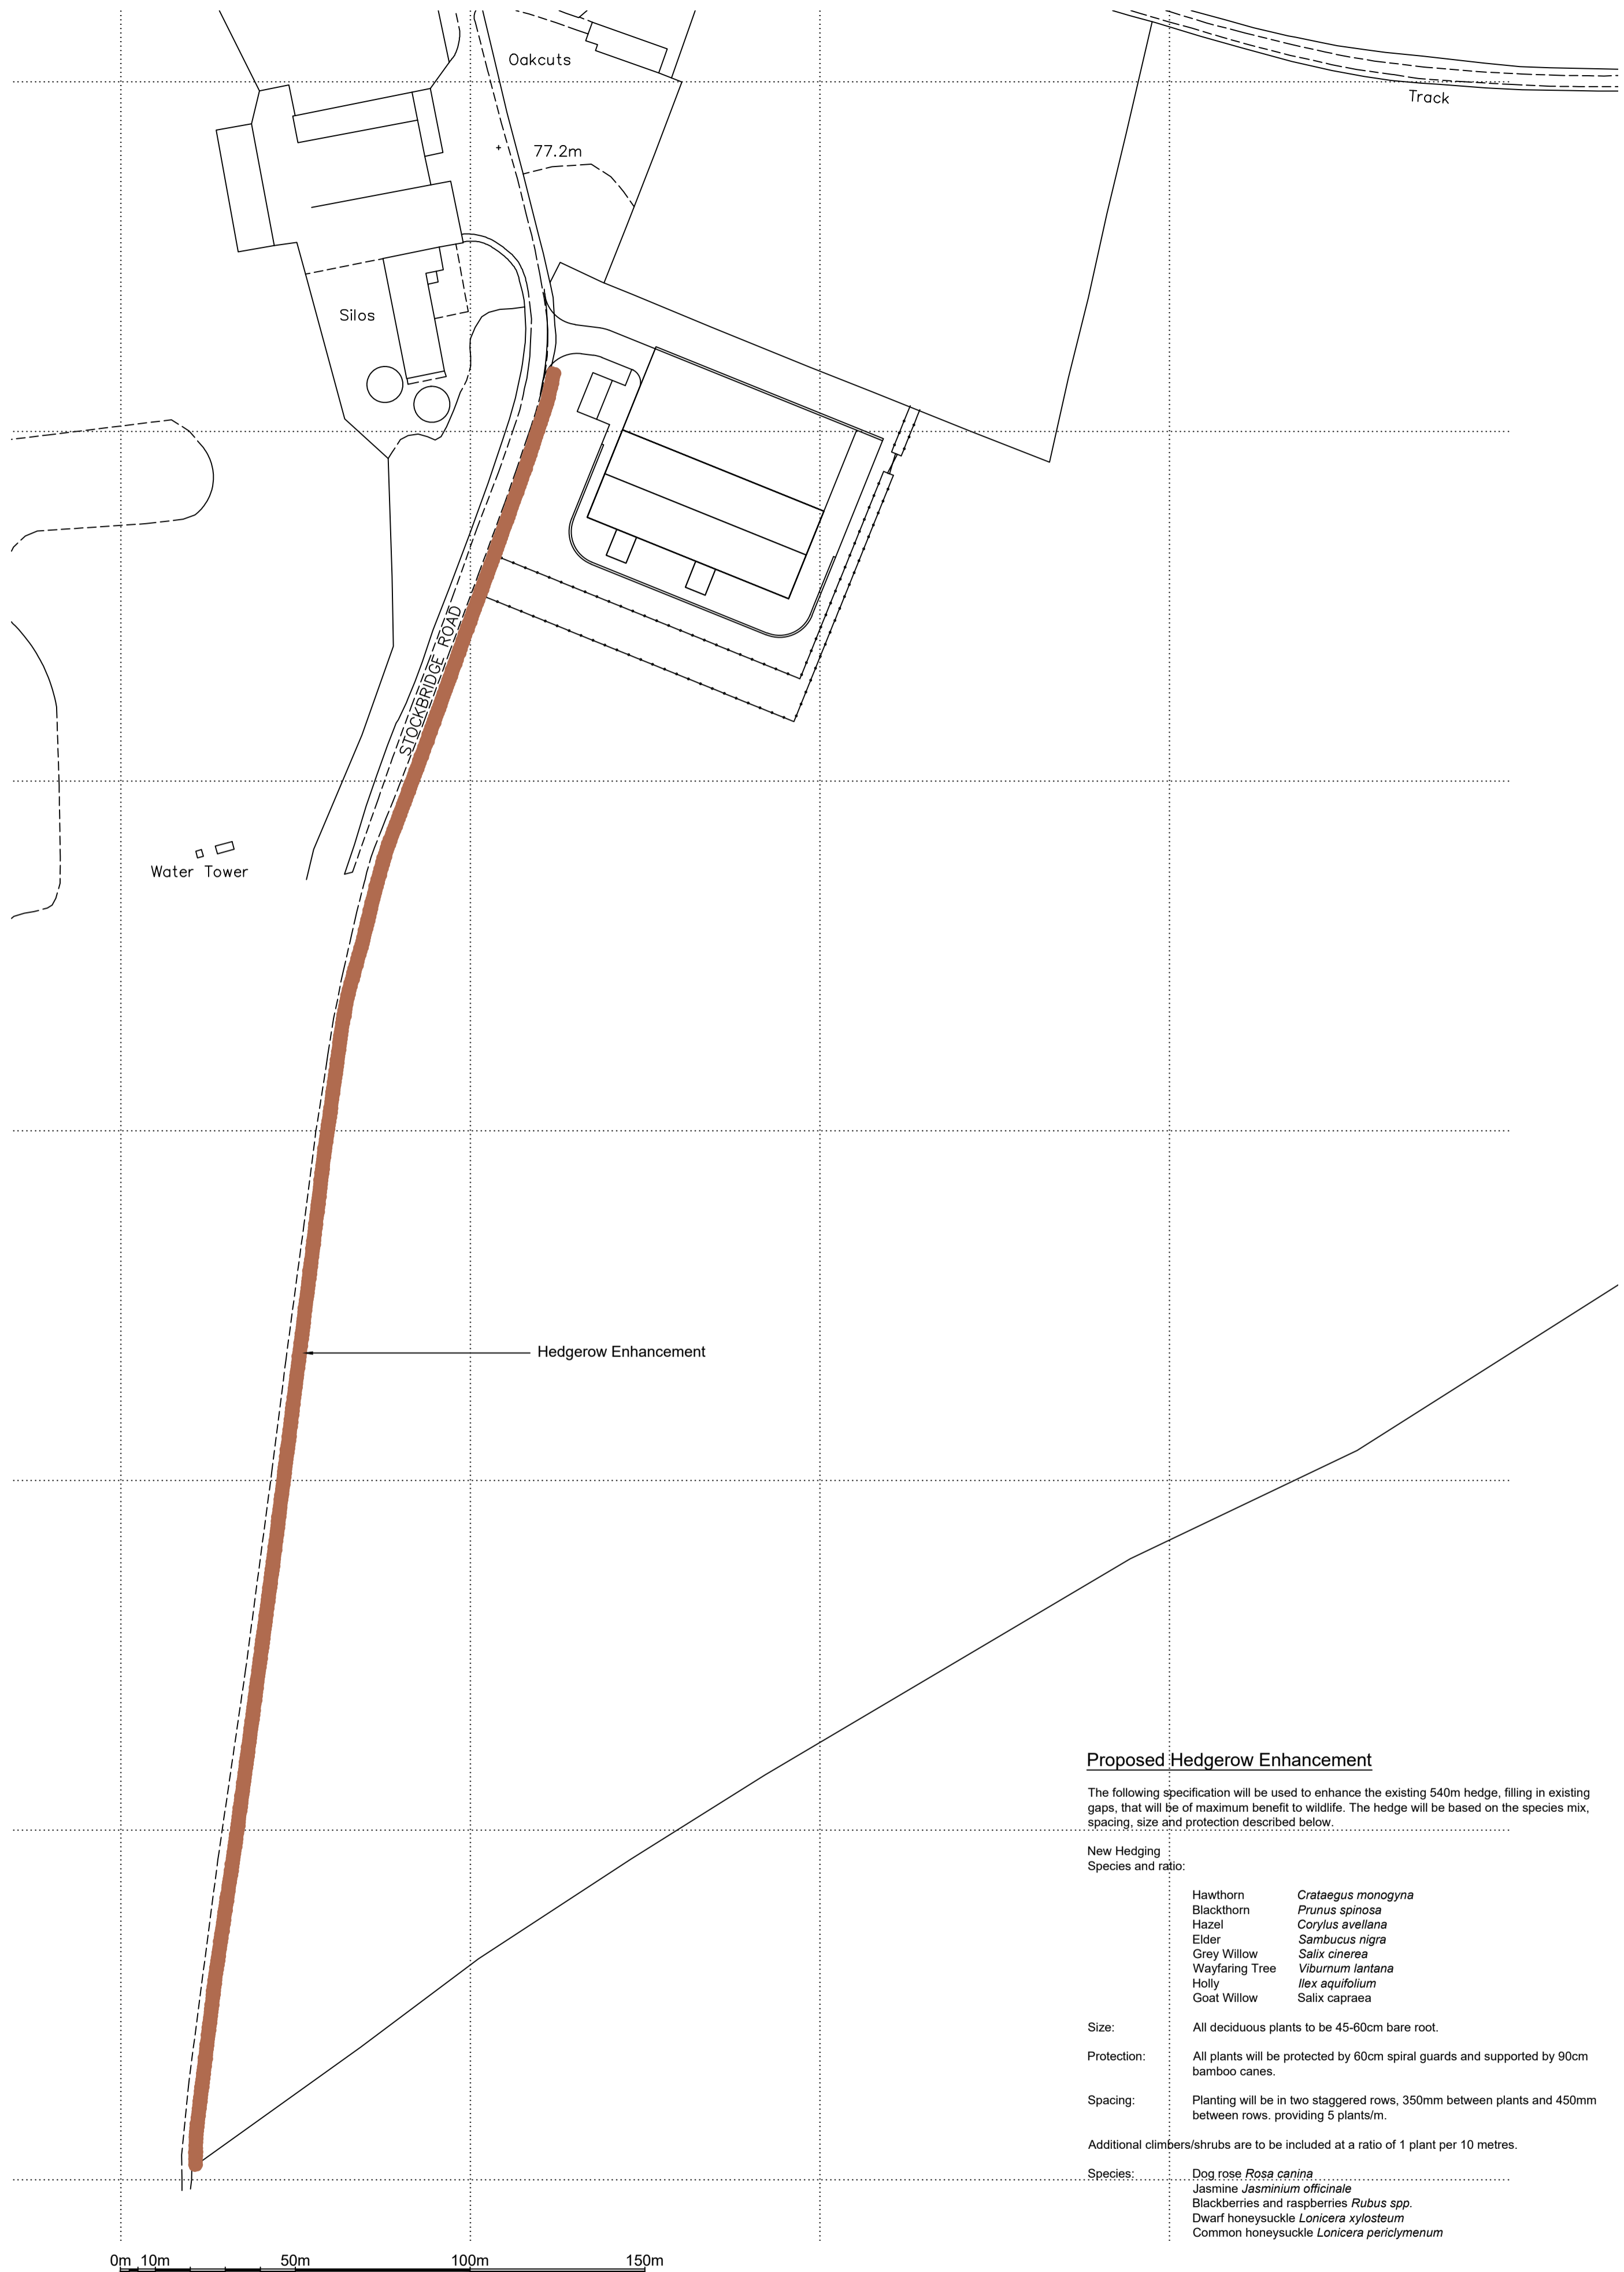 Oakcuts
Track
77.2m
Silos
STOCKBRIDGE ROAD
Water Tower
Hedgerow Enhancement
Proposed Hedgerow Enhancement
The following specification will be used to enhance the existing 540m hedge, filling in existing
gaps, that will be of maximum benefit to wildlife. The hedge will be based on the species mix,
spacing, size and protection described below.
New Hedging
Species and ratio:
Hawthorn Crataegus monogyna
Blackthorn Prunus spinosa
Hazel Corylus avellana
Elder Sambucus nigra
Grey Willow Salix cinerea
Wayfaring Tree Viburnum lantana
Holly Ilex aquifolium
Goat Willow Salix capraea
Size: All deciduous plants to be 45-60cm bare root.
Protection: All plants will be protected by 60cm spiral guards and supported by 90cm
bamboo canes.
Spacing: Planting will be in two staggered rows, 350mm between plants and 450mm
between rows. providing 5 plants/m.
Additional climbers/shrubs are to be included at a ratio of 1 plant per 10 metres.
Species: Dog rose Rosa canina
Jasmine Jasminium officinale
Blackberries and raspberries Rubus spp.
Dwarf honeysuckle Lonicera xylosteum
Common honeysuckle Lonicera periclymenum
0m 10m 50m 100m 150m